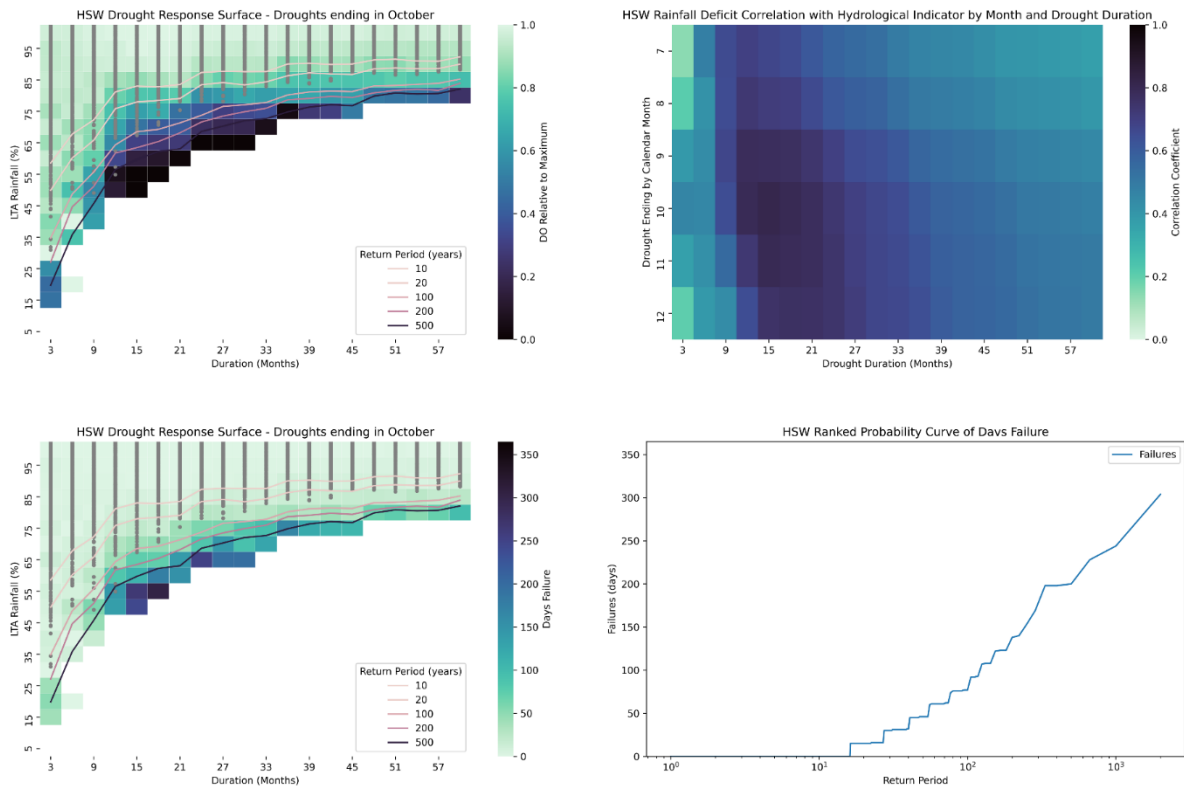 HSW Drought Response Surface - Droughts ending in October
LTA Rainfall (%)
95
85
75
65
55
45
35
25
15
5
3 9 15 21 27 33 39 45 51 57
Duration (Months)
Return Period (years)
10
20
100
200
500
1.0
0.8
0.6
0.4
0.2
0.0
DO Relative to Maximum
HSW Rainfall Deficit Correlation with Hydrological Indicator by Month and Drought Duration
Drought Ending by Calendar Month
7
8
9
10
11
12
3 9 15 21 27 33 39 45 51 57
Drought Duration (Months)
1.0
0.8
0.6
0.4
0.2
0.0
Correlation Coefficient
HSW Drought Response Surface - Droughts ending in October
LTA Rainfall (%)
95
85
75
65
55
45
35
25
15
5
3 9 15 21 27 33 39 45 51 57
Duration (Months)
Return Period (years)
10
20
100
200
500
350
300
250
200
150
100
50
0
Days Failure
HSW Ranked Probability Curve of Days Failure
Failures (days)
350
300
250
200
150
100
50
0
10⁰ 10¹ 10² 10³
Return Period
Failures